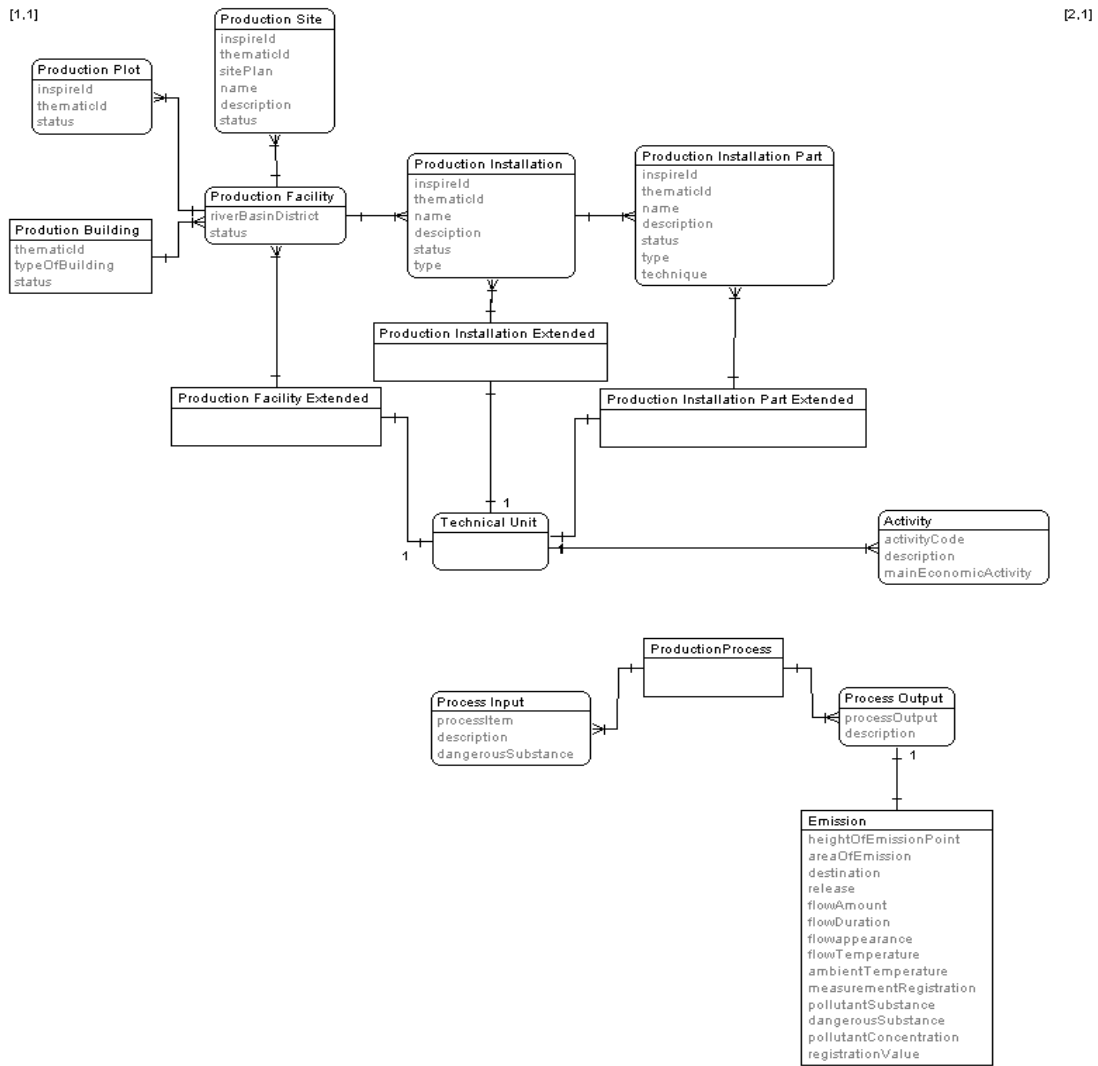 [1,1]
[2,1]
Production Site
inspireId
thematicId
sitePlan
name
description
status
Production Plot
inspireId
thematicId
status
Production Facility
riverBasinDistrict
status
Prodution Building
thematicId
typeOfBuilding
status
Production Installation
inspireId
thematicId
name
desciption
status
type
Production Installation Part
inspireId
thematicId
name
description
status
type
technique
Production Installation Extended
Production Facility Extended
Production Installation Part Extended
1
Technical Unit
1
1
Activity
activityCode
description
mainEconomicActivity
ProductionProcess
Process Input
processItem
description
dangerousSubstance
Process Output
processOutput
description
1
Emission
heightOfEmissionPoint
areaOfEmission
destination
release
flowAmount
flowDuration
flowappearance
flowTemperature
ambientTemperature
measurementRegistration
pollutantSubstance
dangerousSubstance
pollutantConcentration
registrationValue